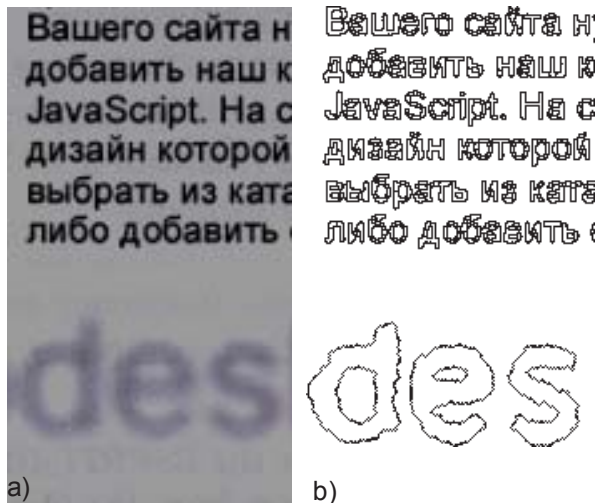 Вашего сайта н
добавить наш к
JavaScript. На с
дизайн которой
выбрать из ката
либо добавить
des
a)
Вашего сайта н
добавить наш к
JavaScript. На с
дизайн которой
выбрать из ката
либо добавить
des
b)